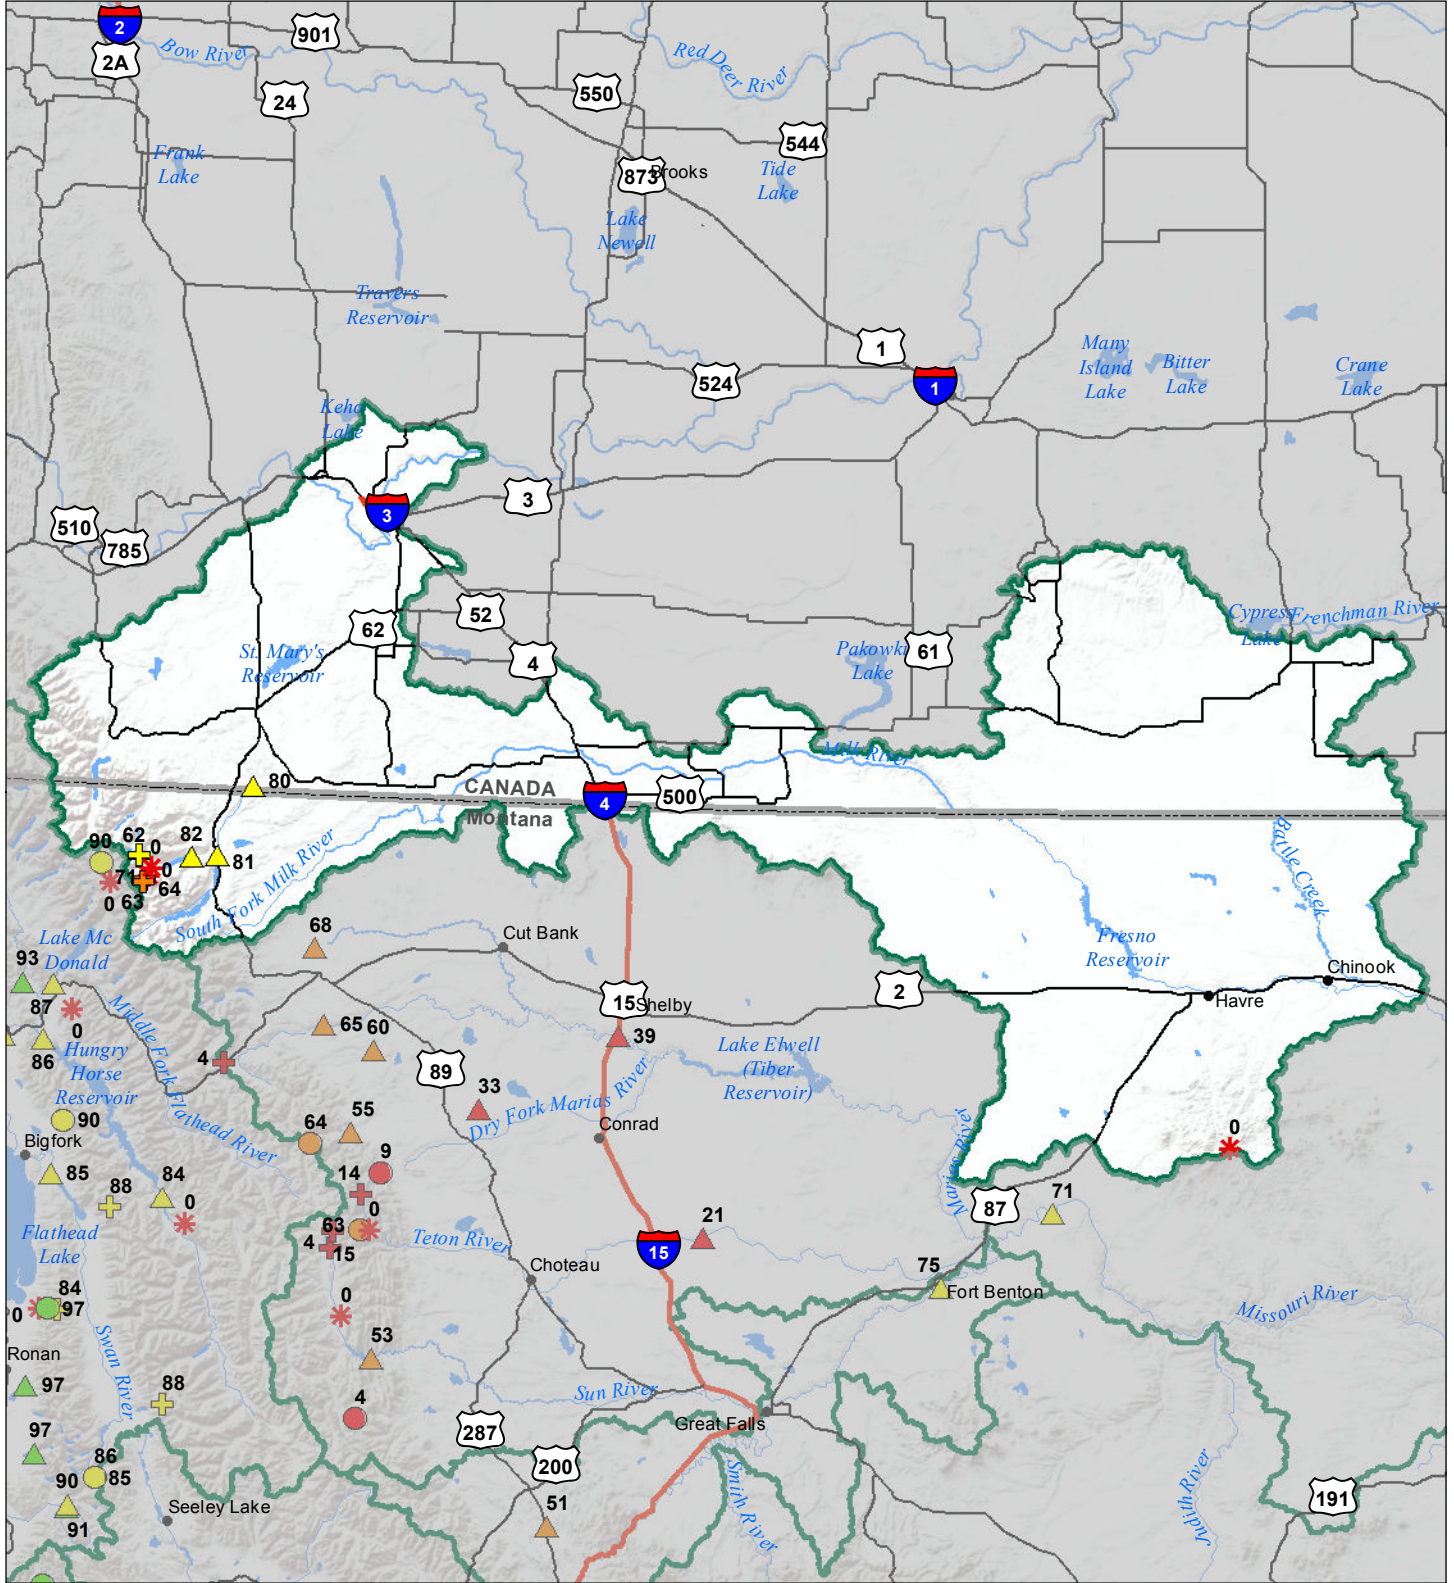 2
901
2A
Bow River
Red Deer River
24
550
544
Frank
Lake
873
Brooks
Tide
Lake
Lake
Newell
Travers
Reservoir
1
Many
Island
Lake
Bitter
Lake
Crane
Lake
524
1
Keho
Lake
3
3
510
785
52
62
Cypress
Lake
Frenchman River
St. Mary's
Reservoir
4
Pakowki
Lake
61
Milk River
80
CANADA
Montana
4
500
90
62
0
82
81
71
0
64
0
63
South Fork Milk River
Battle Creek
68
Cut Bank
Lake Mc
Donald
Fresno
Reservoir
Chinook
93
87
0
15
Shelby
2
Havre
Middle Fork Flathead River
65
60
39
86
Hungry
Horse
Reservoir
4
89
Lake Elwell
(Tiber
Reservoir)
33
Dry Fork Marias River
90
64
55
Conrad
Marias River
0
Bigfork
9
85
88
84
14
0
0
87
71
Flathead
Lake
63
4
15
Teton River
21
15
Choteau
75
Fort Benton
84
97
0
0
Missouri River
Swan River
53
Ronan
97
88
4
Sun River
Great Falls
287
97
86
85
200
Smith River
Judith River
90
91
Seeley Lake
51
191